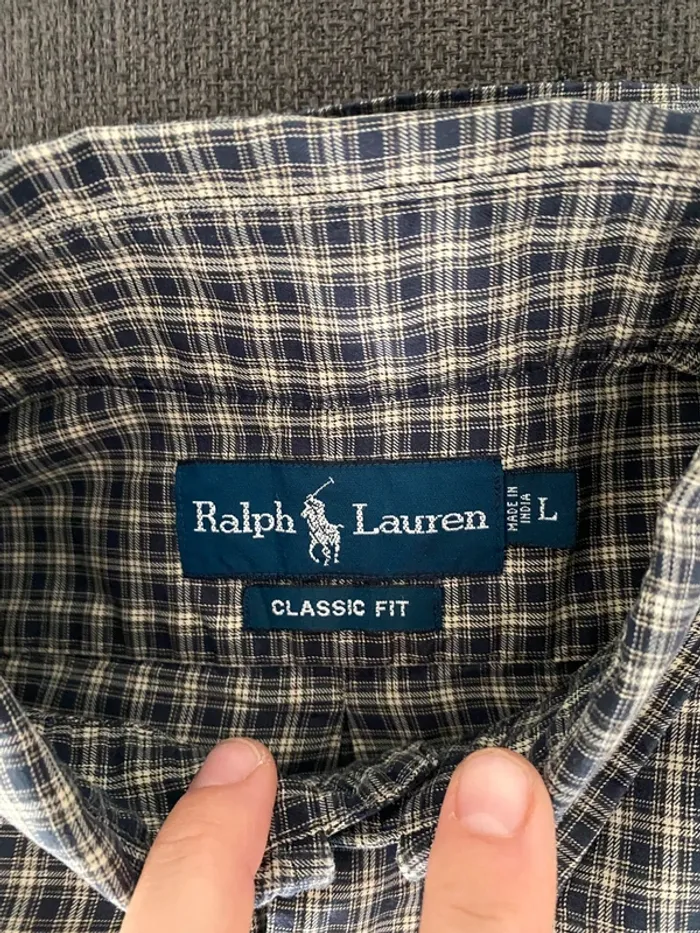 Ralph Lauren
MADE IN
INDIA
L
CLASSIC FIT